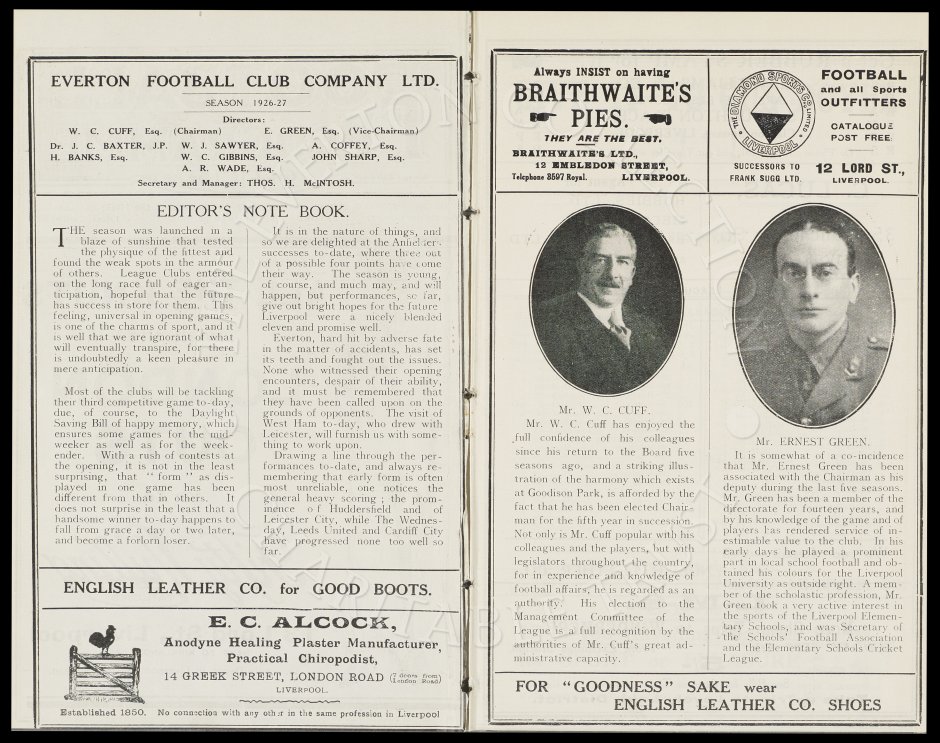 EVERTON FOOTBALL CLUB COMPANY LTD.
SEASON 1926-27
Directors:
W. C. CUFF, Esq. (Chairman) E. GREEN, Esq. (Vice-Chairman)
Dr. J. C. BAXTER, J.P. W. J. SAWYER, Esq. A. COFFEY, Esq.
H. BANKS, Esq. W. C. GIBBINS, Esq. JOHN SHARP, Esq.
A. R. WADE, Esq.
Secretary and Manager: THOS. H. McINTOSH.
EDITOR'S NOTE BOOK.
THE season was launched in a
blaze of sunshine that tested
the physique of the fittest and
found the weak spots in the armour
of others. League Clubs entered
on the long race full of eager an-
ticipation, hopeful that the future
has success in store for them. This
feeling, universal in opening games,
is one of the charms of sport, and it
is well that we are ignorant of what
will eventually transpire, for there
is undoubtedly a keen pleasure in
mere anticipation.
Most of the clubs will be tackling
their third competitive game to-day,
due, of course, to the Daylight
Saving Bill of happy memory, which
ensures some games for the mid-
weeker as well as for the week-
ender. With a rush of contests at
the opening, it is not in the least
surprising, that "form" as dis-
played in one game has been
different from that in others. It
does not surprise in the least that a
handsome winner to-day happens to
fall from grace a day or two later,
and become a forlorn loser.
It is in the nature of things, and
so we are delighted at the Anfielders
successes to-date, where three out
of a possible four points have come
their way. The season is young,
of course, and much may, and will
happen, but performances, so far,
give out bright hopes for the future
Liverpool were a nicely blended
eleven and promise well.
Everton, hard hit by adverse fate
in the matter of accidents, has set
its teeth and fought out the issues.
None who witnessed their opening
encounters, despair of their ability,
and it must be remembered that
they have been called upon on the
grounds of opponents. The visit of
West Ham to-day, who drew with
Leicester, will furnish us with some-
thing to work upon.
Drawing a line through the per-
formances to-date, and always re-
membering that early form is often
most unreliable, one notices the
general heavy scoring; the prom-
inence of Huddersfield and of
Leicester City, while The Wednes-
day, Leeds United and Cardiff City
have progressed none too well so
far.
ENGLISH LEATHER CO. for GOOD BOOTS.
E. C. ALCOCK,
Anodyne Healing Plaster Manufacturer,
Practical Chiropodist,
14 GREEK STREET, LONDON ROAD (7 doors from London Road)
LIVERPOOL.
Established 1850. No connection with any other in the same profession in Liverpool
Always INSIST on having
BRAITHWAITE'S
PIES.
THEY ARE THE BEST.
BRAITHWAITE'S LTD.,
12 EMBLEDON STREET,
Telephone 8597 Royal. LIVERPOOL.
THE DIAMOND SPORTS CO. LIMITED
LIVERPOOL
SUCCESSORS TO
FRANK SUGG LTD.
FOOTBALL
and all Sports
OUTFITTERS
CATALOGUE
POST FREE
12 LORD ST.,
LIVERPOOL.
Mr. W. C. CUFF.
Mr. W. C. Cuff has enjoyed the
full confidence of his colleagues
since his return to the Board five
seasons ago, and a striking illus-
tration of the harmony which exists
at Goodison Park, is afforded by the
fact that he has been elected Chair-
man for the fifth year in succession.
Not only is Mr. Cuff popular with his
colleagues and the players, but with
legislators throughout the country,
for in experience and knowledge of
football affairs, he is regarded as an
authority. His election to the
Management Committee of the
League is a full recognition by the
authorities of Mr. Cuff's great ad-
ministrative capacity.
Mr. ERNEST GREEN.
It is somewhat of a co-incidence
that Mr. Ernest Green has been
associated with the Chairman as his
deputy during the last five seasons.
Mr. Green has been a member of the
directorate for fourteen years, and
by his knowledge of the game and of
players has rendered service of in-
estimable value to the club. In his
early days he played a prominent
part in local school football and ob-
tained his colours for the Liverpool
University as outside right. A mem-
ber of the scholastic profession, Mr.
Green took a very active interest in
the sports of the Liverpool Elemen-
tary Schools, and was Secretary of
the Schools' Football Association
and the Elementary Schools Cricket
League.
FOR "GOODNESS" SAKE wear
ENGLISH LEATHER CO. SHOES